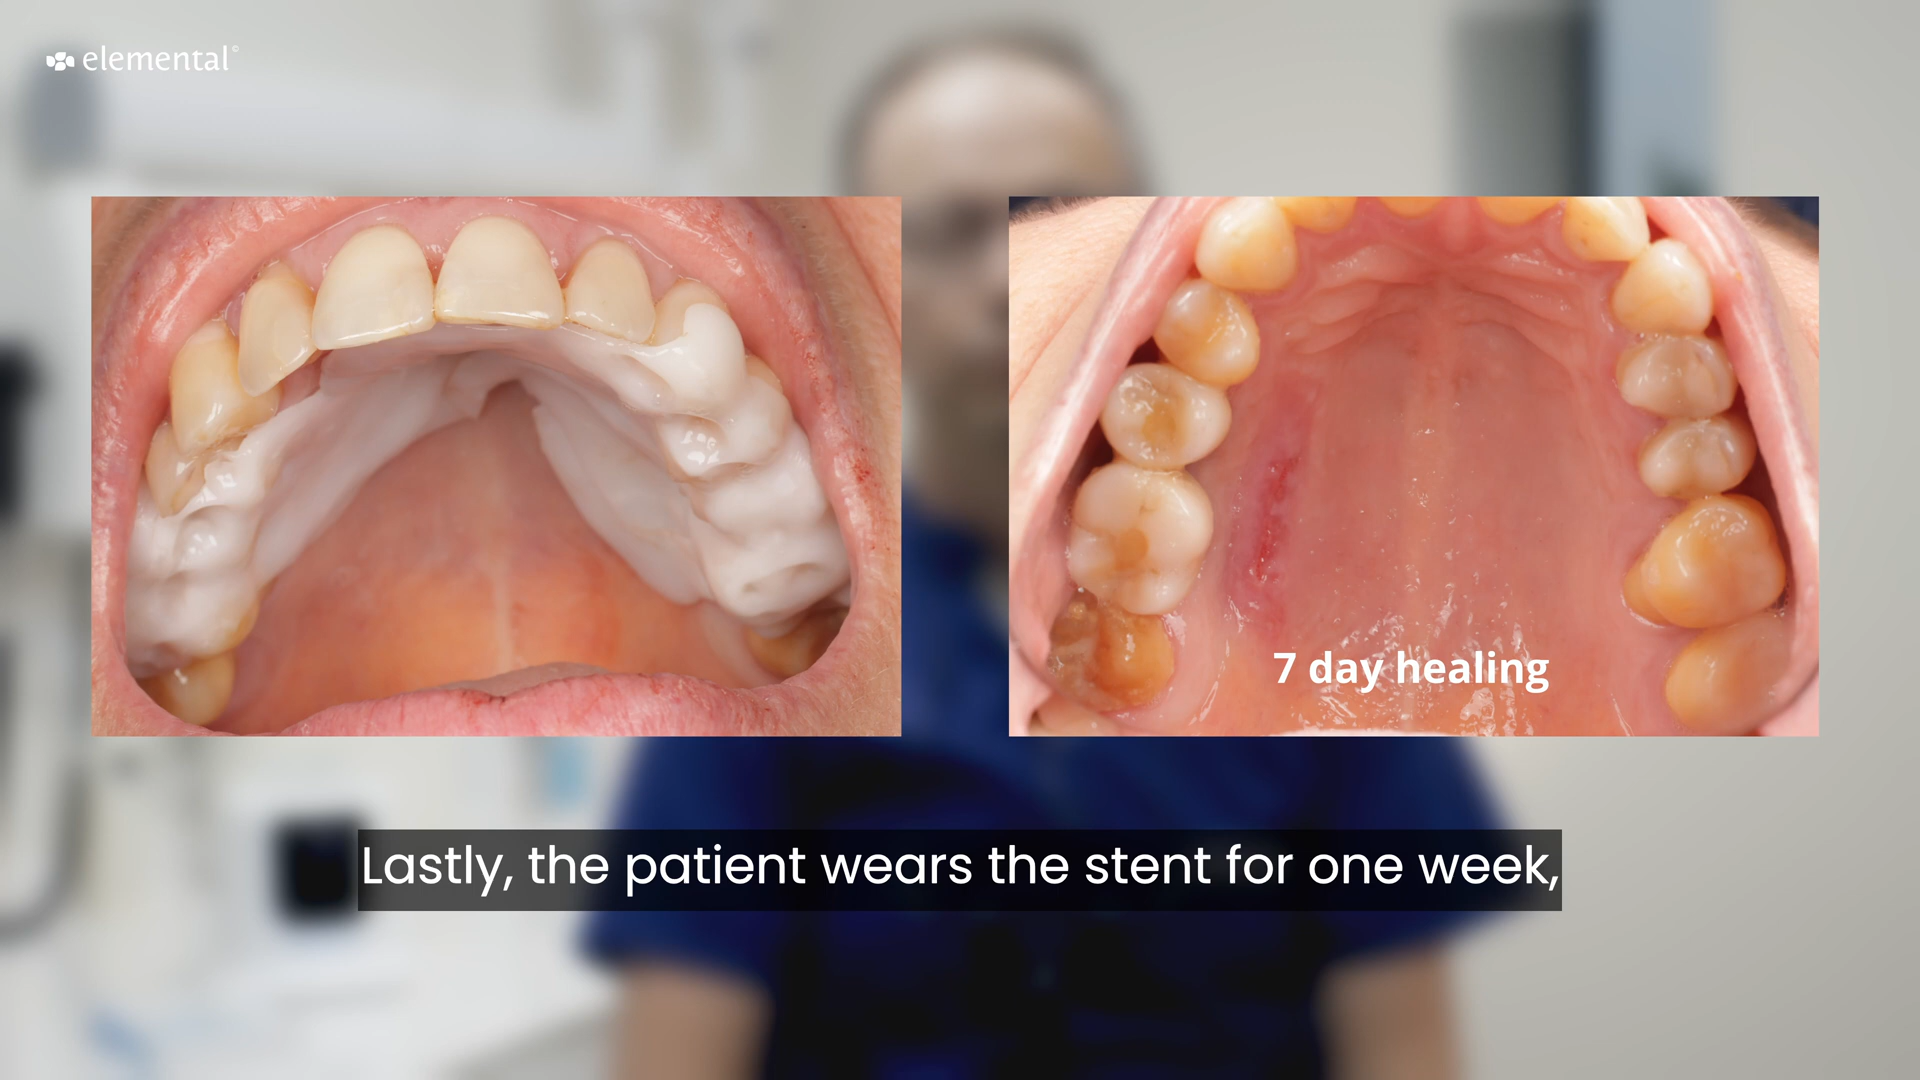 elemental©
7 day healing
Lastly, the patient wears the stent for one week,